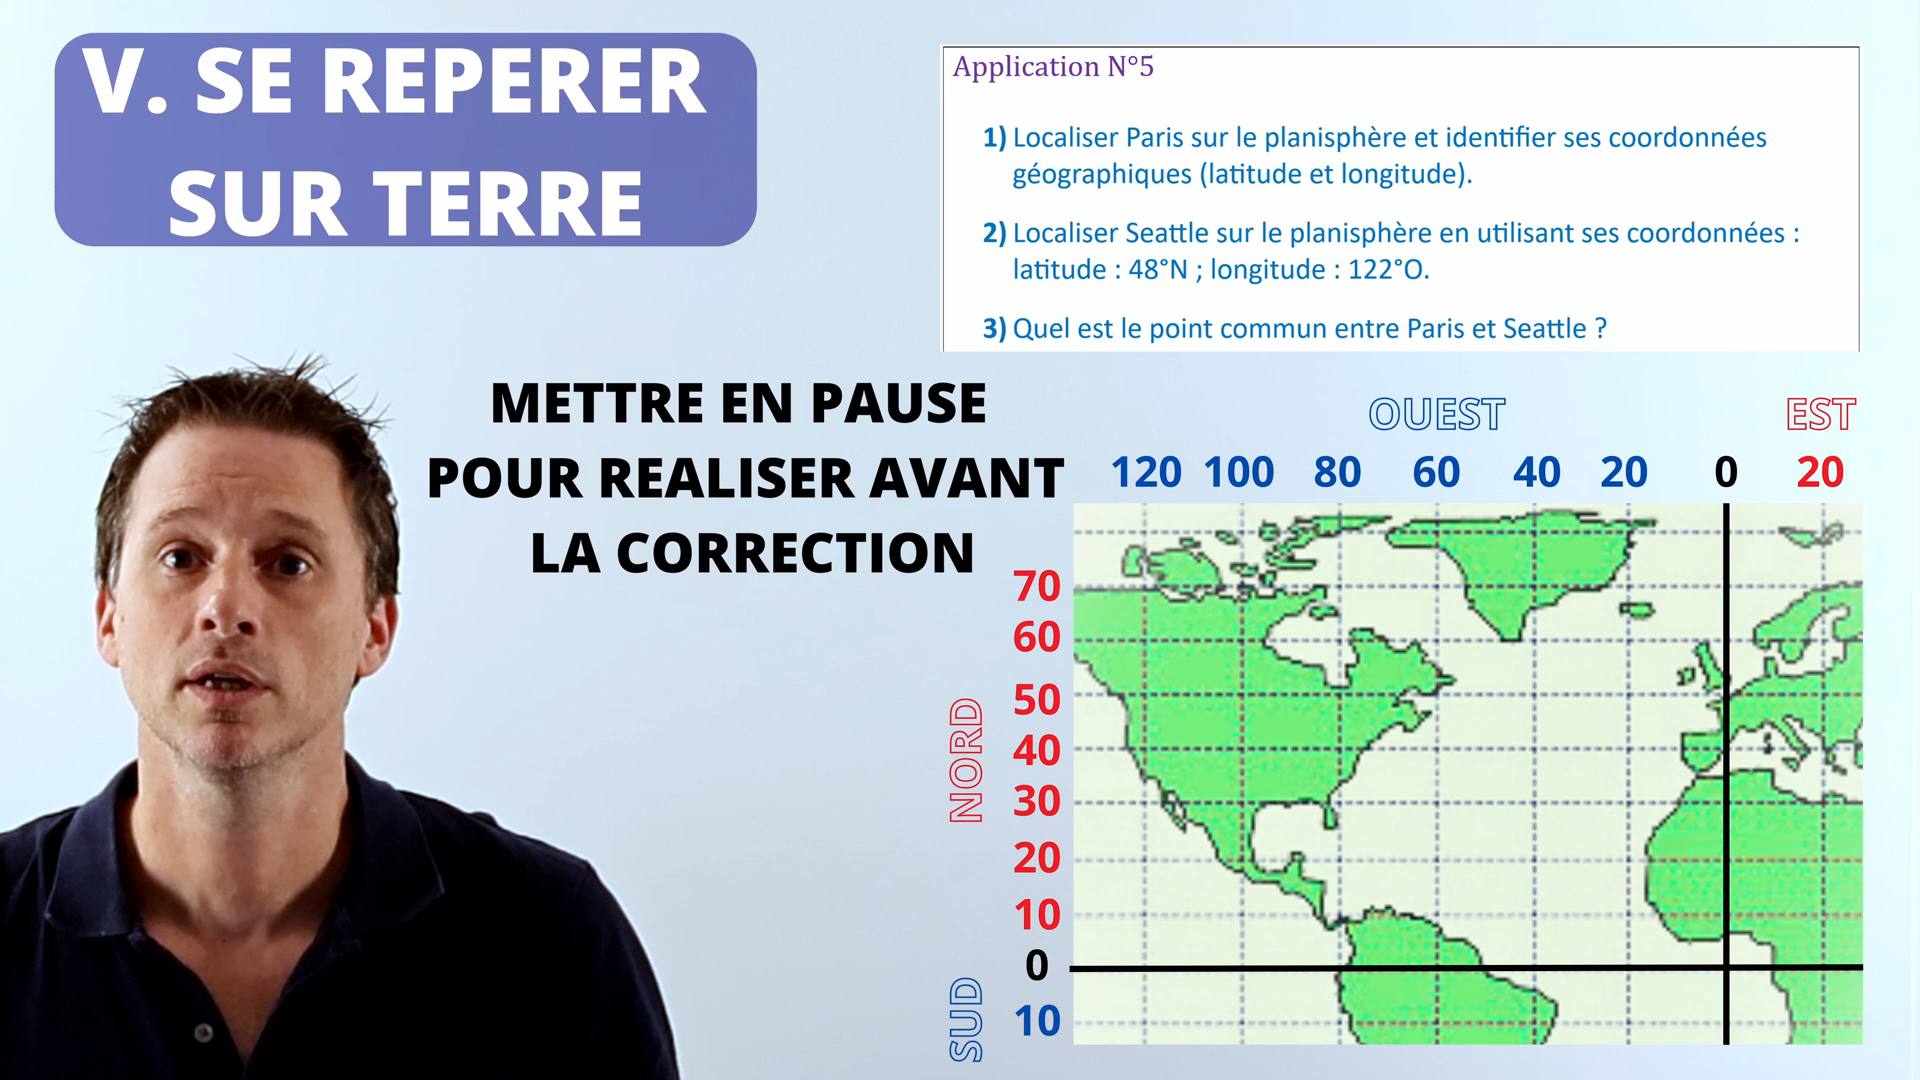 V. SE REPERER
SUR TERRE
Application N°5
1) Localiser Paris sur le planisphère et identifier ses coordonnées
géographiques (latitude et longitude).
2) Localiser Seattle sur le planisphère en utilisant ses coordonnées :
latitude : 48°N ; longitude : 122°O.
3) Quel est le point commun entre Paris et Seattle ?
METTRE EN PAUSE
POUR REALISER AVANT
LA CORRECTION
OUEST EST
120 100 80 60 40 20 0 20
70
60
50
40
30
20
10
0
10
NORD
SUD